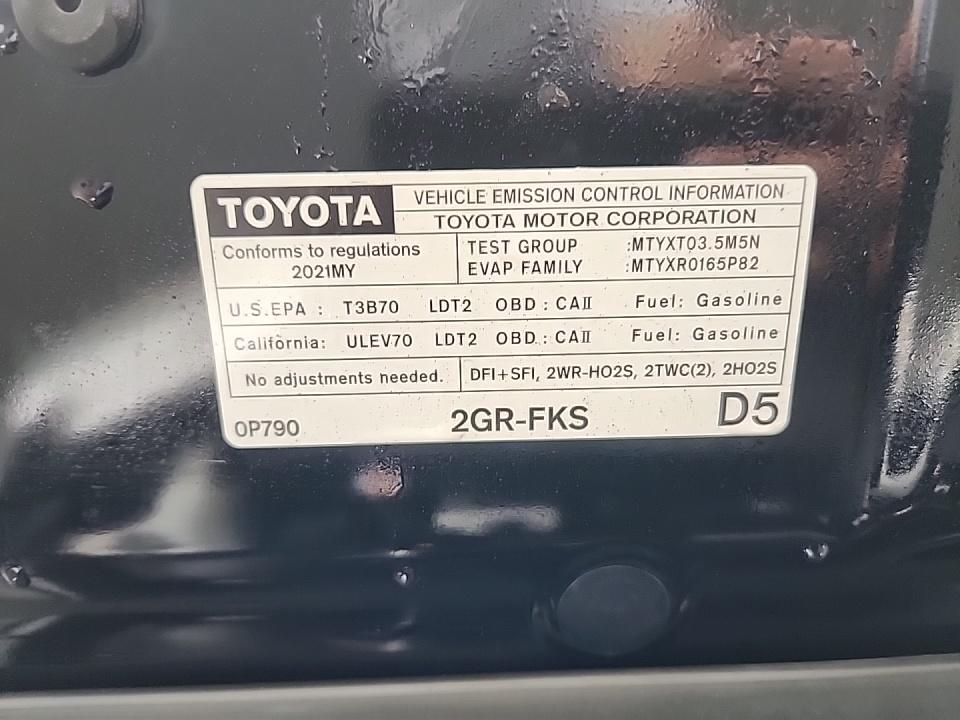 TOYOTA VEHICLE EMISSION CONTROL INFORMATION
TOYOTA MOTOR CORPORATION
Conforms to regulations
2021MY
TEST GROUP :MTYXT03.5M5N
EVAP FAMILY :MTYXR0165P82
U.S.EPA : T3B70 LDT2 OBD : CAII Fuel: Gasoline
California: ULEV70 LDT2 OBD : CAII Fuel: Gasoline
No adjustments needed. DFI+SFI, 2WR-HO2S, 2TWC(2), 2HO2S
0P790 2GR-FKS D5